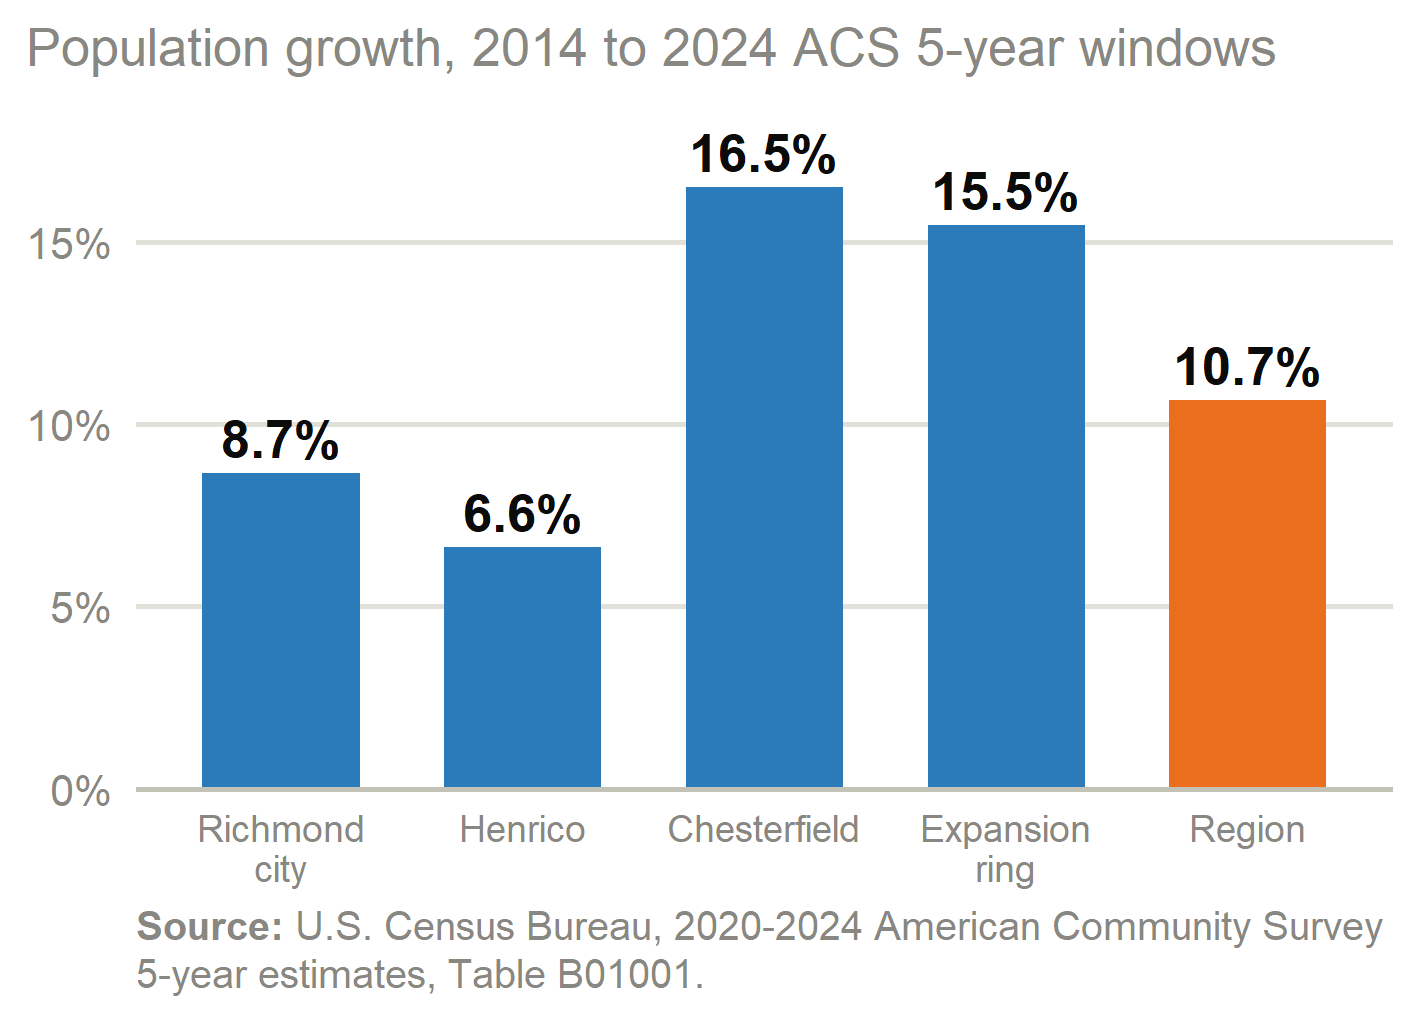 Population growth, 2014 to 2024 ACS 5-year windows
16.5%
15.5%
15%
10.7%
10%
8.7%
6.6%
5%
0%
Richmond city
Henrico
Chesterfield
Expansion ring
Region
Source: U.S. Census Bureau, 2020-2024 American Community Survey
5-year estimates, Table B01001.